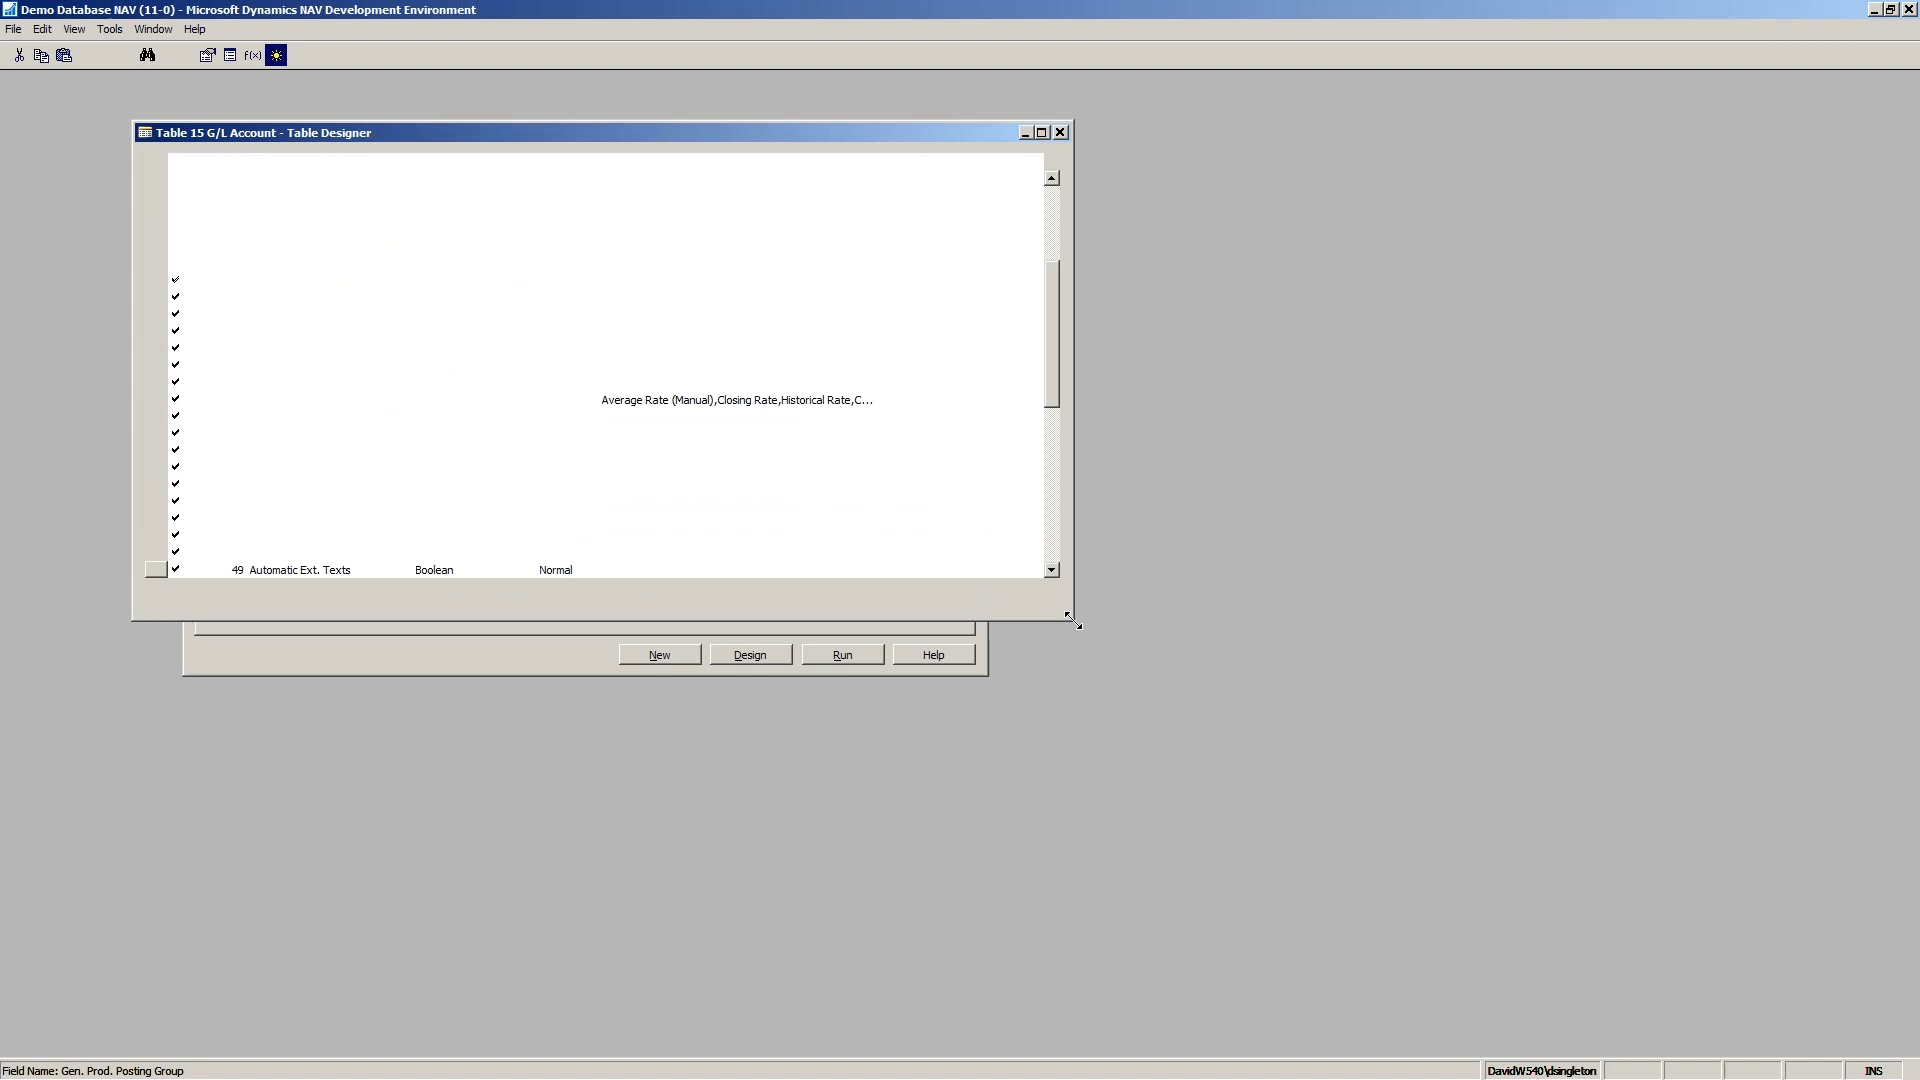 Demo Database NAV (11-0) - Microsoft Dynamics NAV Development Environment
File Edit View Tools Window Help
f(x)
Table 15 G/L Account - Table Designer
Average Rate (Manual),Closing Rate,Historical Rate,C...
49 Automatic Ext. Texts Boolean Normal
New Design Run Help
Field Name: Gen. Prod. Posting Group DavidW540\dsingleton INS